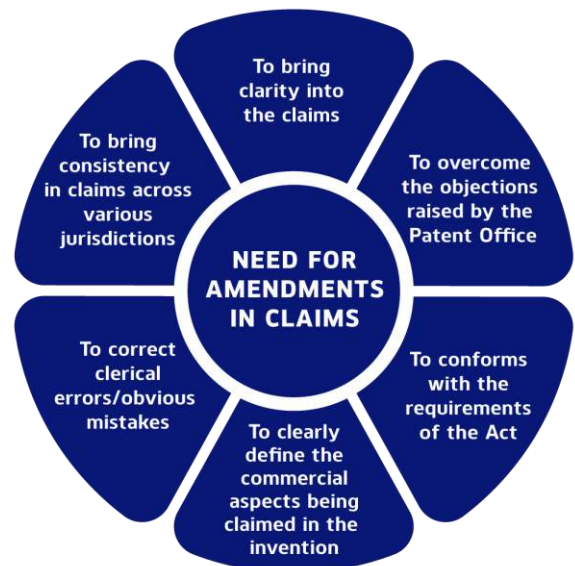 To bring
clarity into
the claims
To overcome
the objections
raised by the
Patent Office
To conforms
with the
requirements
of the Act
To clearly
define the
commercial
aspects being
claimed in the
invention
To correct
clerical
errors/obvious
mistakes
To bring
consistency
in claims across
various
jurisdictions
NEED FOR
AMENDMENTS
IN CLAIMS